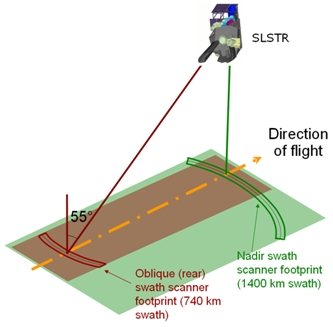 SLSTR
Direction
of flight
55°
Nadir swath
scanner footprint
(1400 km swath)
Oblique (rear)
swath scanner
footprint (740 km
swath)